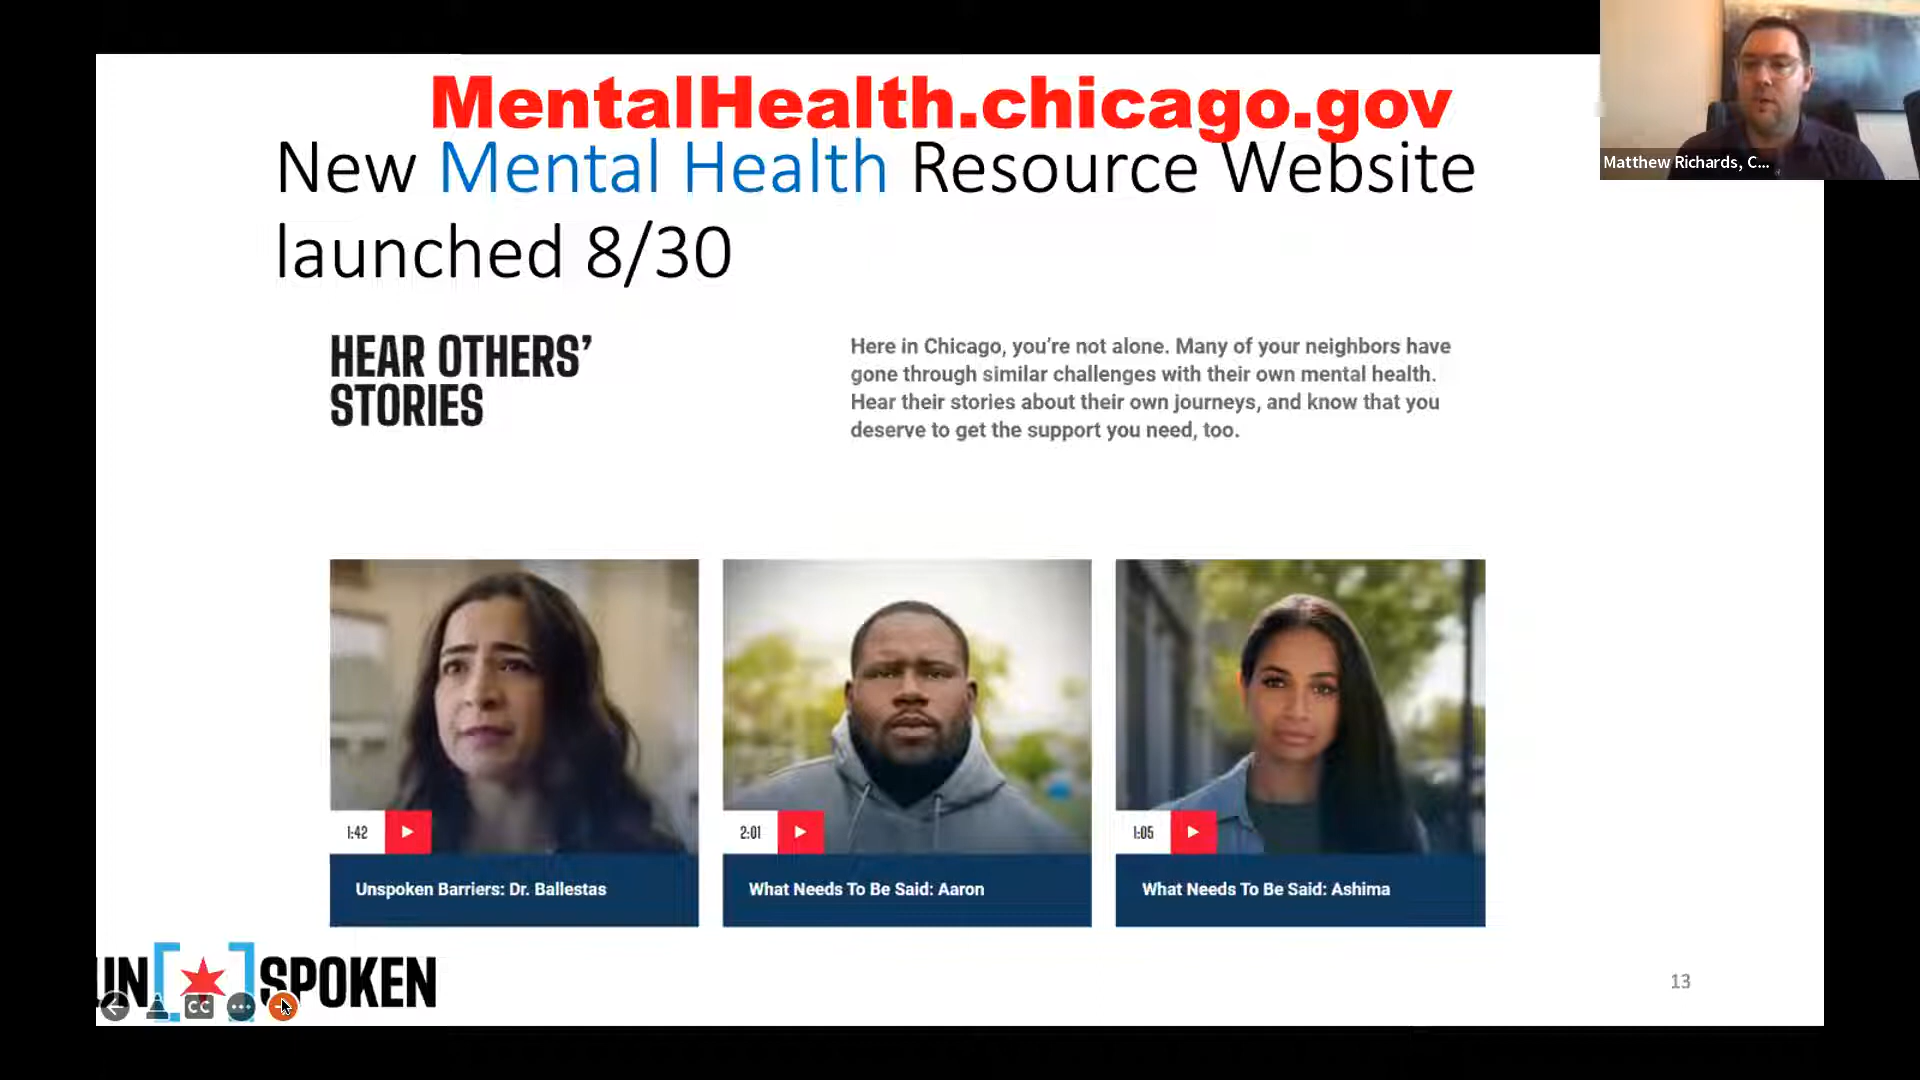 MentalHealth.chicago.gov
New Mental Health Resource Website
launched 8/30
Matthew Richards, C...
HEAR OTHERS’
STORIES
Here in Chicago, you’re not alone. Many of your neighbors have
gone through similar challenges with their own mental health.
Hear their stories about their own journeys, and know that you
deserve to get the support you need, too.
1:42
2:01
1:05
Unspoken Barriers: Dr. Ballestas
What Needs To Be Said: Aaron
What Needs To Be Said: Ashima
UN[ ]SPOKEN
CC
13